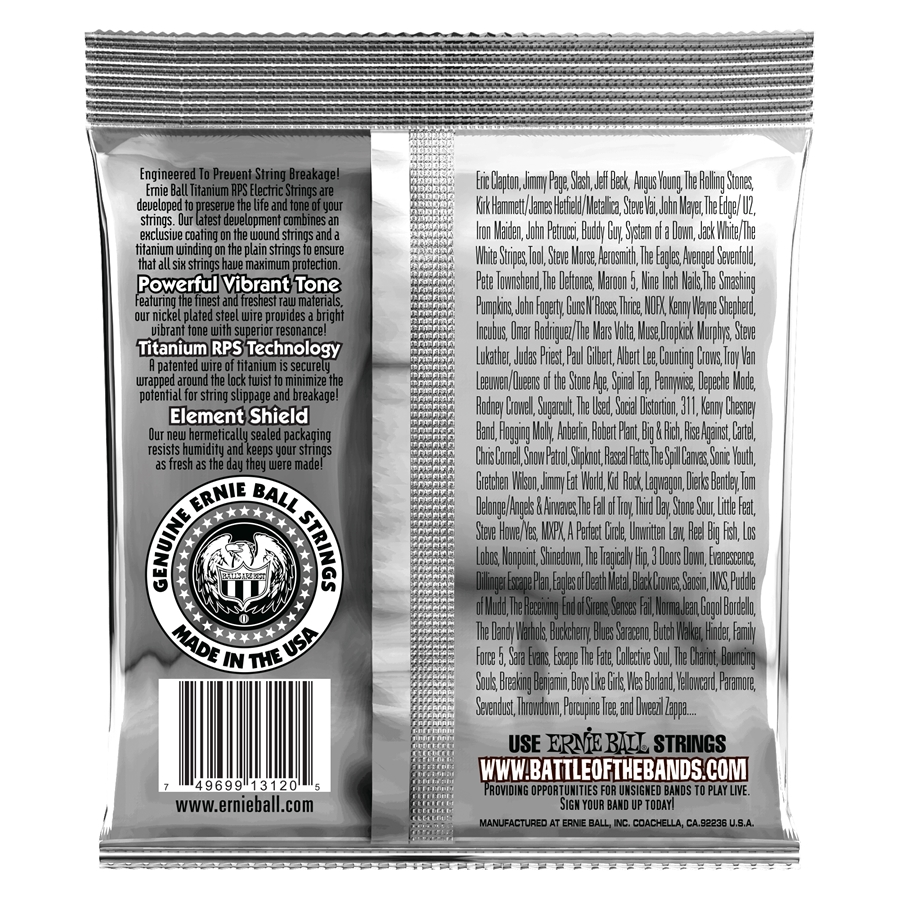 Engineered To Prevent String Breakage!
Ernie Ball Titanium RPS Electric Strings are
developed to preserve the life and tone of your
strings. Our latest development combines an
exclusive coating on the wound strings and a
titanium winding on the plain strings to ensure
that all six strings have maximum protection.
Powerful Vibrant Tone
Featuring the finest and freshest raw materials,
our nickel plated steel wire provides a bright
vibrant tone with superior resonance!
Titanium RPS Technology
A patented wire of titanium is securely
wrapped around the lock twist to minimize the
potential for string slippage and breakage!
Element Shield
Our new hermetically sealed packaging
resists humidity and keeps your strings
as fresh as the day they were made!
GENUINE ERNIE BALL STRINGS
MADE IN THE USA
7 49699 13120 5
www.ernieball.com
Eric Clapton, Jimmy Page, Slash, Jeff Beck, Angus Young, The Rolling Stones,
Kirk Hammett/James Hetfield/Metallica, Steve Vai, John Mayer, The Edge/ U2,
Iron Maiden, John Petrucci, Buddy Guy, System of a Down, Jack White/The
White Stripes, Tool, Steve Morse, Aerosmith, The Eagles, Avenged Sevenfold,
Pete Townshend, The Deftones, Maroon 5, Nine Inch Nails, The Smashing
Pumpkins, John Fogerty, Guns N' Roses, Thrice, NOFX, Kenny Wayne Shepherd,
Incubus, Omar Rodriguez/The Mars Volta, Muse, Dropkick Murphys, Steve
Lukather, Judas Priest, Paul Gilbert, Albert Lee, Counting Crows, Troy Van
Leeuwen/Queens of the Stone Age, Spinal Tap, Pennywise, Depeche Mode,
Rodney Crowell, Sugarcult, The Used, Social Distortion, 311, Kenny Chesney
Band, Flogging Molly, Anberlin, Robert Plant, Big & Rich, Rise Against, Cartel,
Chris Cornell, Snow Patrol, Slipknot, Rascal Flatts, The Spill Canvas, Sonic Youth,
Gretchen Wilson, Jimmy Eat World, Kid Rock, Lagwagon, Dierks Bentley, Tom
Delonge/Angels & Airwaves, The Fall of Troy, Third Day, Stone Sour, Little Feat,
Steve Howe/Yes, MXPX, A Perfect Circle, Unwritten Law, Reel Big Fish, Los
Lobos, Nonpoint, Shinedown, The Tragically Hip, 3 Doors Down, Evanescence,
Dillinger Escape Plan, Eagles of Death Metal, Black Crowes, Saosin, INXS, Puddle
of Mudd, The Receiving End of Sirens, Senses Fail, Norma Jean, Gogol Bordello,
The Dandy Warhols, Buckcherry, Blues Saraceno, Butch Walker, Hinder, Family
Force 5, Sara Evans, Escape The Fate, Collective Soul, The Chariot, Bouncing
Souls, Breaking Benjamin, Boys Like Girls, Wes Borland, Yellowcard, Paramore,
Sevendust, Throwdown, Porcupine Tree, and Dweezil Zappa....
USE ERNIE BALL STRINGS
WWW.BATTLEOFTHEBANDS.COM
PROVIDING OPPORTUNITIES FOR UNSIGNED BANDS TO PLAY LIVE.
SIGN YOUR BAND UP TODAY!
MANUFACTURED AT ERNIE BALL, INC. COACHELLA, CA. 92236 U.S.A.